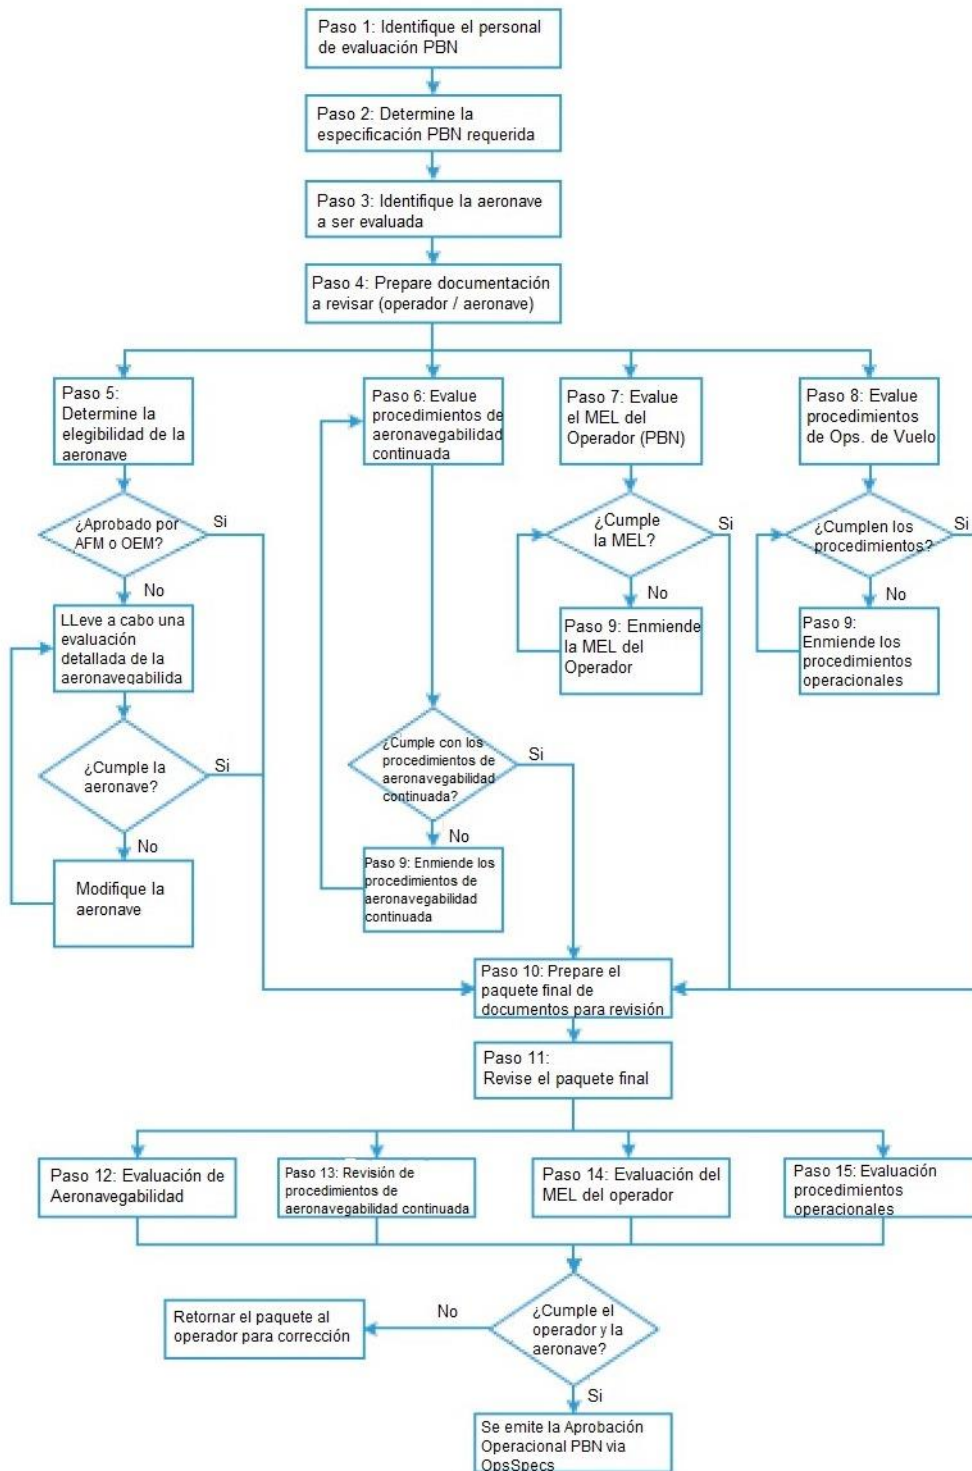 Paso 1: Identifique el personal
de evaluación PBN
Paso 2: Determine la
especificación PBN requerida
Paso 3: Identifique la aeronave
a ser evaluada
Paso 4: Prepare documentación
a revisar (operador / aeronave)
Paso 5:
Determine la
elegibilidad de la
aeronave
Paso 6: Evalue
procedimientos de
aeronavegabilidad
continuada
Paso 7: Evalue
el MEL del
Operador (PBN)
Paso 8: Evalue
procedimientos
de Ops. de Vuelo
¿Aprobado por
AFM o OEM?
Si
No
¿Cumple
la MEL?
Si
No
¿Cumplen los
procedimientos?
Si
No
LLeve a cabo una
evaluación
detallada de la
aeronavegabilida
Paso 9: Enmiende
la MEL del
Operador
Paso 9:
Enmiende los
procedimientos
operacionales
¿Cumple la
aeronave?
Si
No
¿Cumple con los
procedimientos de
aeronavegabilidad
continuada?
Si
No
Modifique la
aeronave
Paso 9: Enmiende los
procedimientos de
aeronavegabilidad
continuada
Paso 10: Prepare el
paquete final de
documentos para revisión
Paso 11:
Revise el paquete final
Paso 12: Evaluación de
Aeronavegabilidad
Paso 13: Revisión de
procedimientos de
aeronavegabilidad continuada
Paso 14: Evaluación del
MEL del operador
Paso 15: Evaluación
procedimientos
operacionales
¿Cumple el
operador y la
aeronave?
No
Si
Retornar el paquete al
operador para corrección
Se emite la Aprobación
Operacional PBN via
OpsSpecs